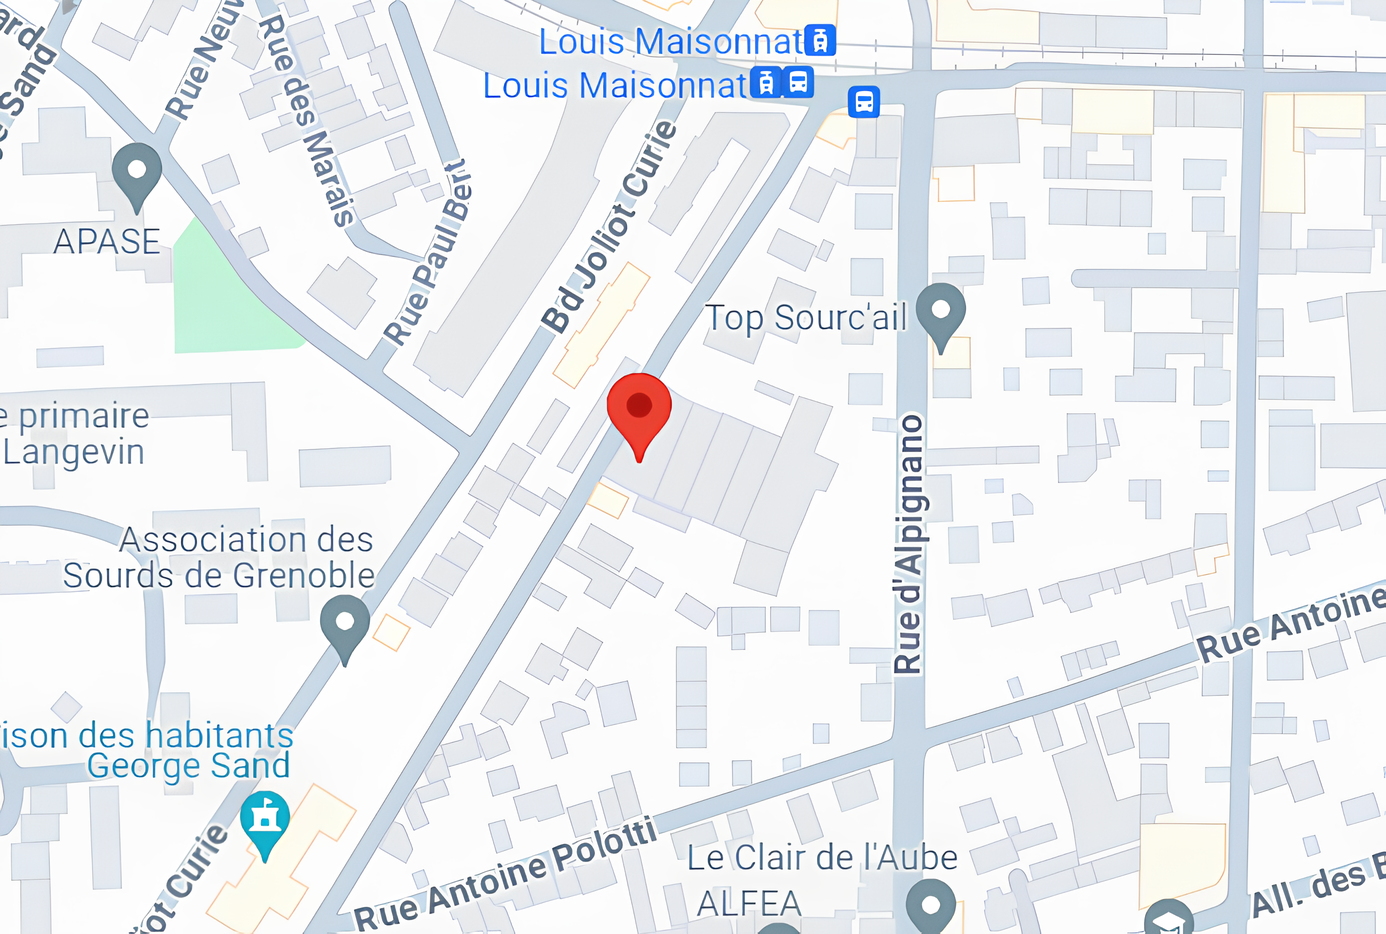 Louis Maisonnat
Louis Maisonnat
Rue des Marais
APASE
Rue Paul Bert
Bd Joliot Curie
Top Sourc'ail
e primaire
Langevin
Rue d'Alpignano
Association des
Sourds de Grenoble
Rue Antoine
ison des habitants
George Sand
iot Curie
Rue Antoine Polotti
Le Clair de l'Aube
ALFEA
All. des B
Rue Neuv
e Sand